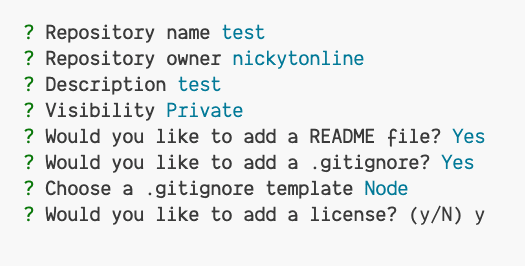 ? Repository name test
? Repository owner nickytonline
? Description test
? Visibility Private
? Would you like to add a README file? Yes
? Would you like to add a .gitignore? Yes
? Choose a .gitignore template Node
? Would you like to add a license? (y/N) y